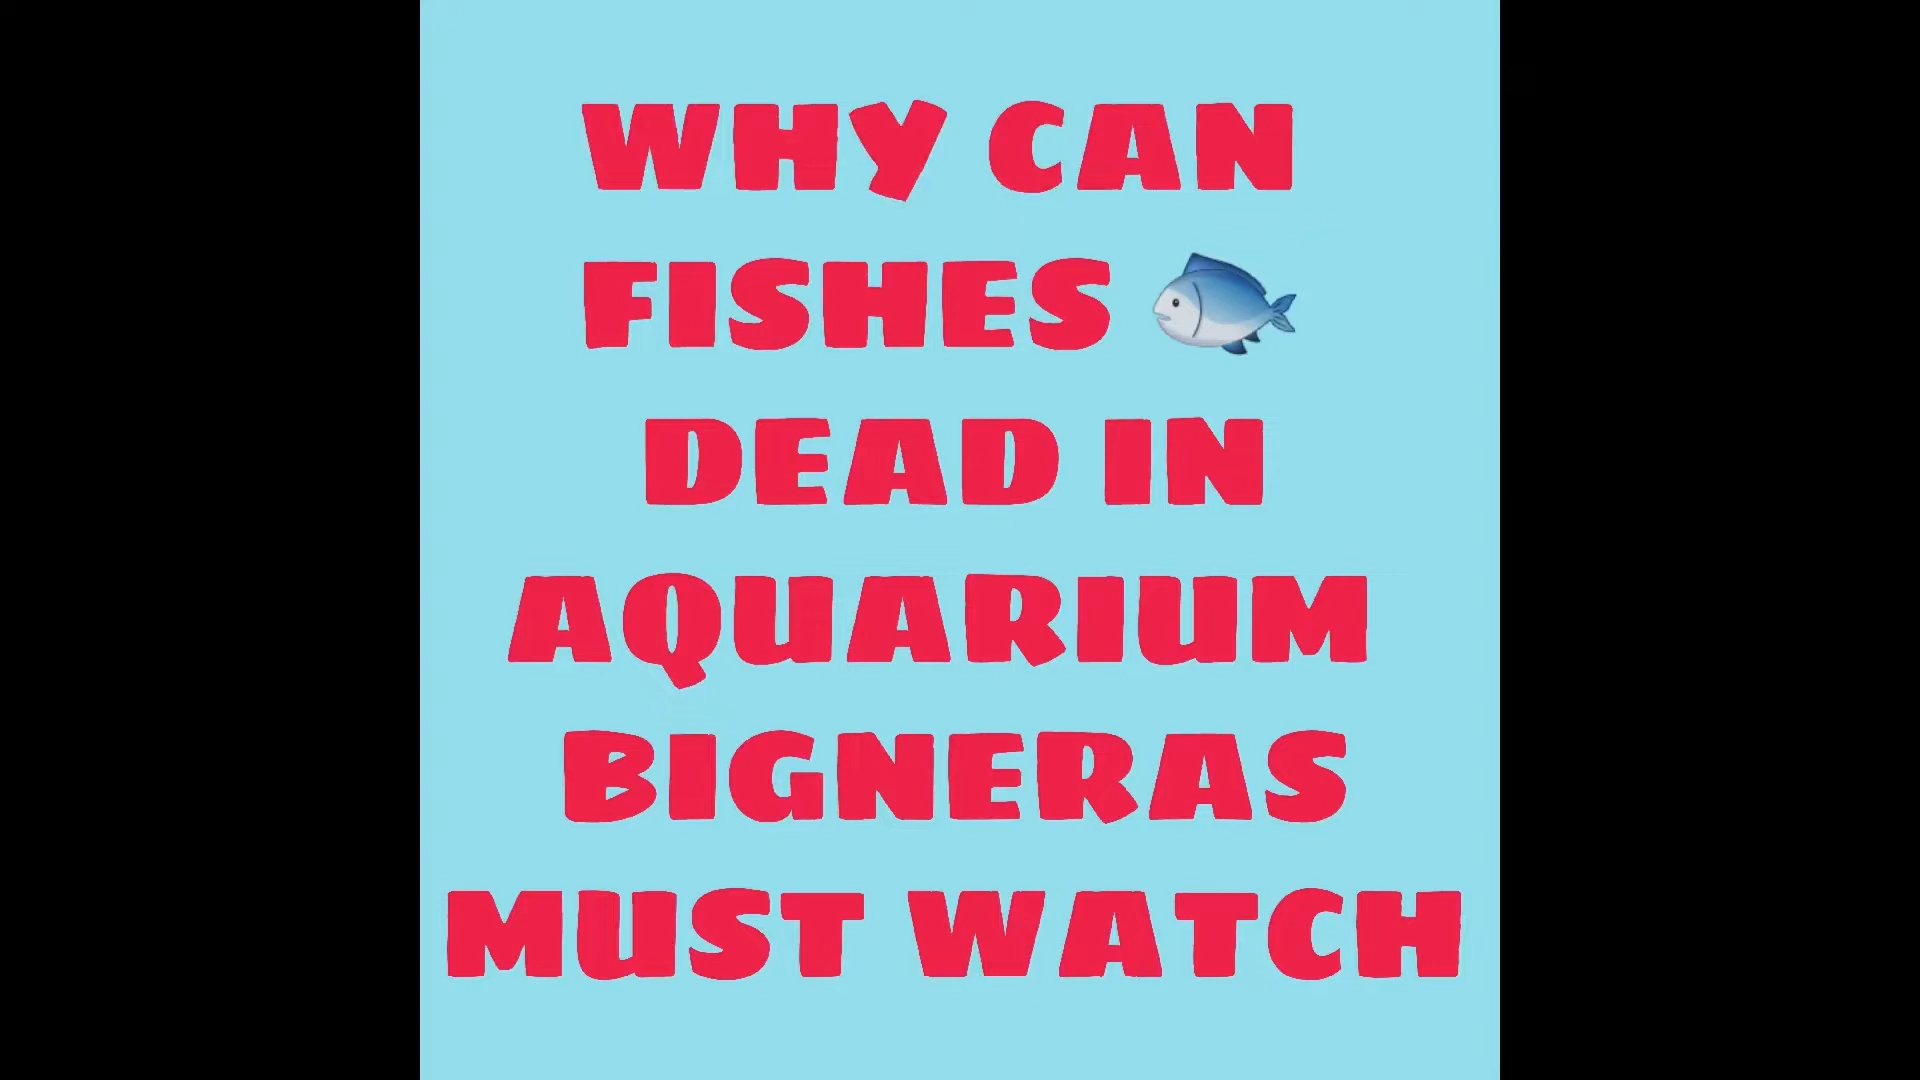 WHY CAN
FISHES 🐟
DEAD IN
AQUARIUM
BIGNERAS
MUST WATCH